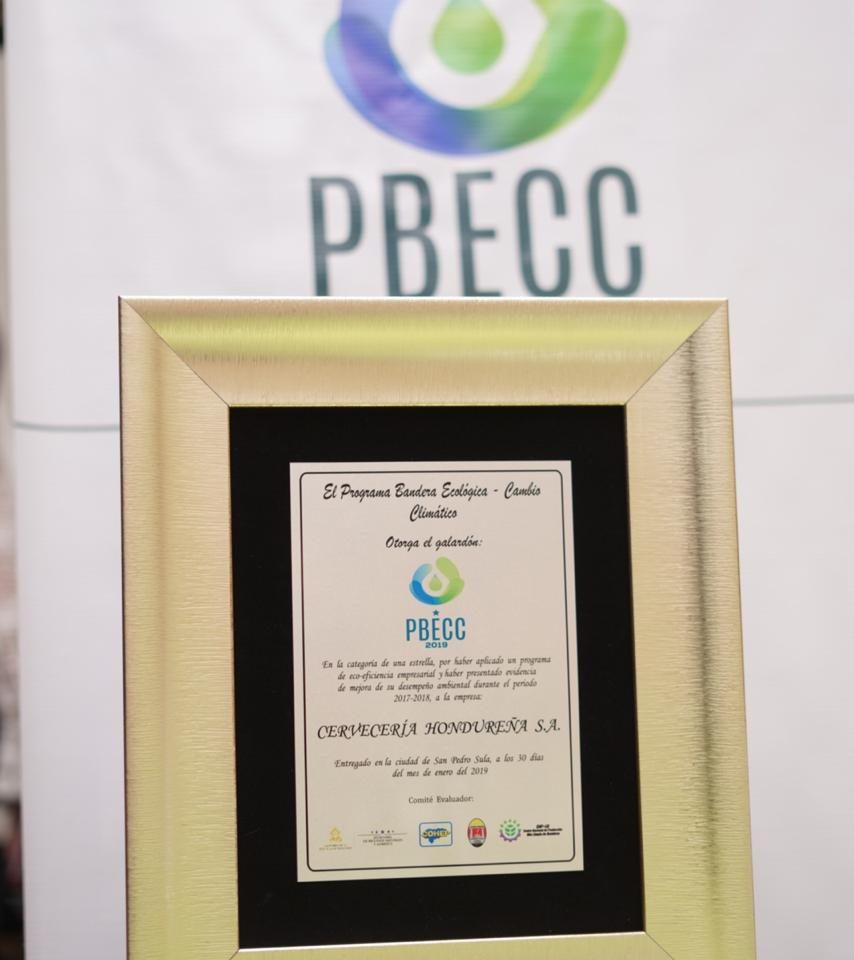 PBECC
El Programa Bandera Ecológica - Cambio
Climático
Otorga el galardón:
PBECC
2019
En la categoría de una estrella, por haber aplicado un programa
de eco-eficiencia empresarial y haber presentado evidencia
de mejora de su desempeño ambiental durante el periodo
2017-2018, a la empresa:
CERVECERÍA HONDUREÑA S.A.
Entregado en la ciudad de San Pedro Sula, a los 30 días
del mes de enero del 2019
Comité Evaluador:
COHEP